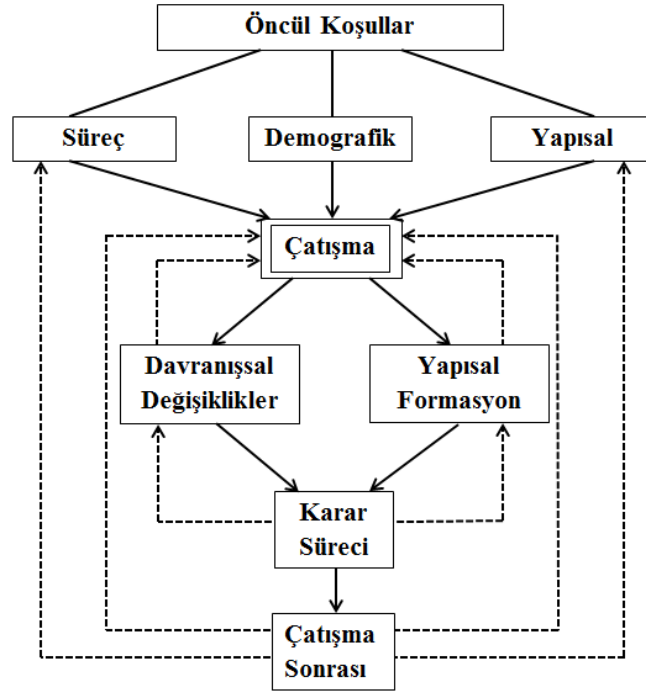 Öncül Koşullar
Süreç
Demografik
Yapısal
Çatışma
Davranışsal
Değişiklikler
Yapısal
Formasyon
Karar
Süreci
Çatışma
Sonrası